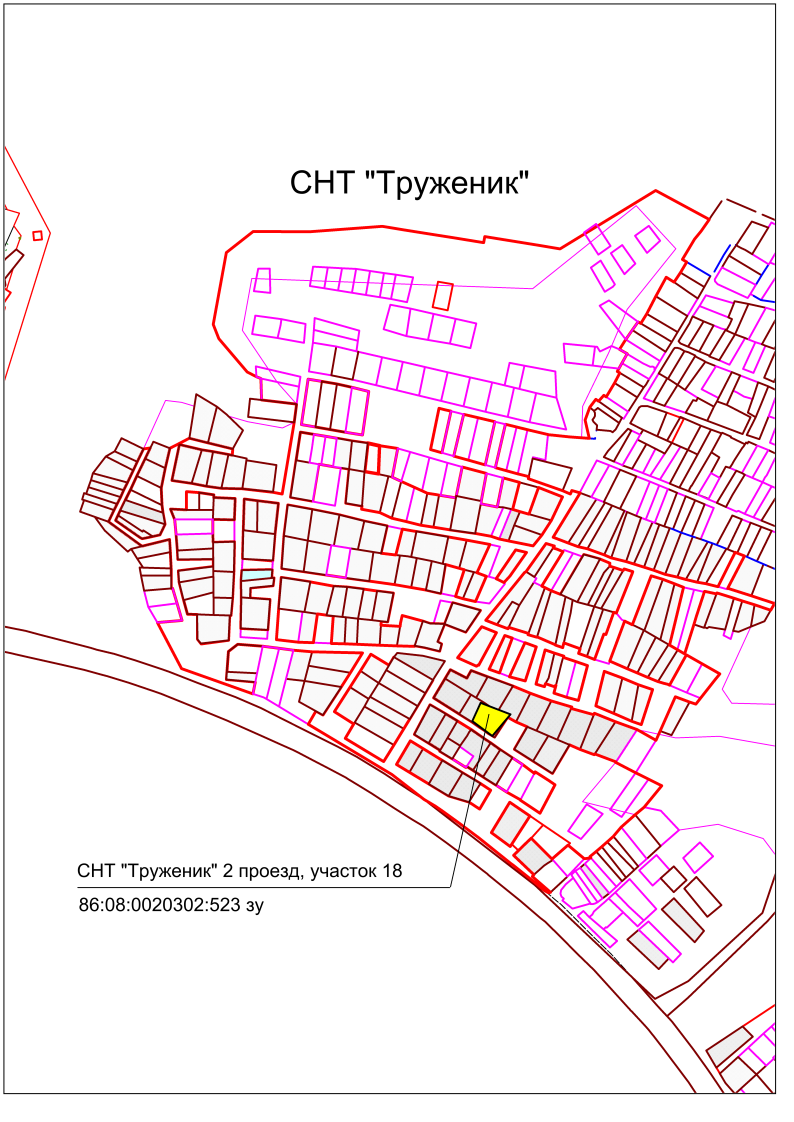 СНТ "Труженик"
СНТ "Труженик" 2 проезд, участок 18
86:08:0020302:523 зу